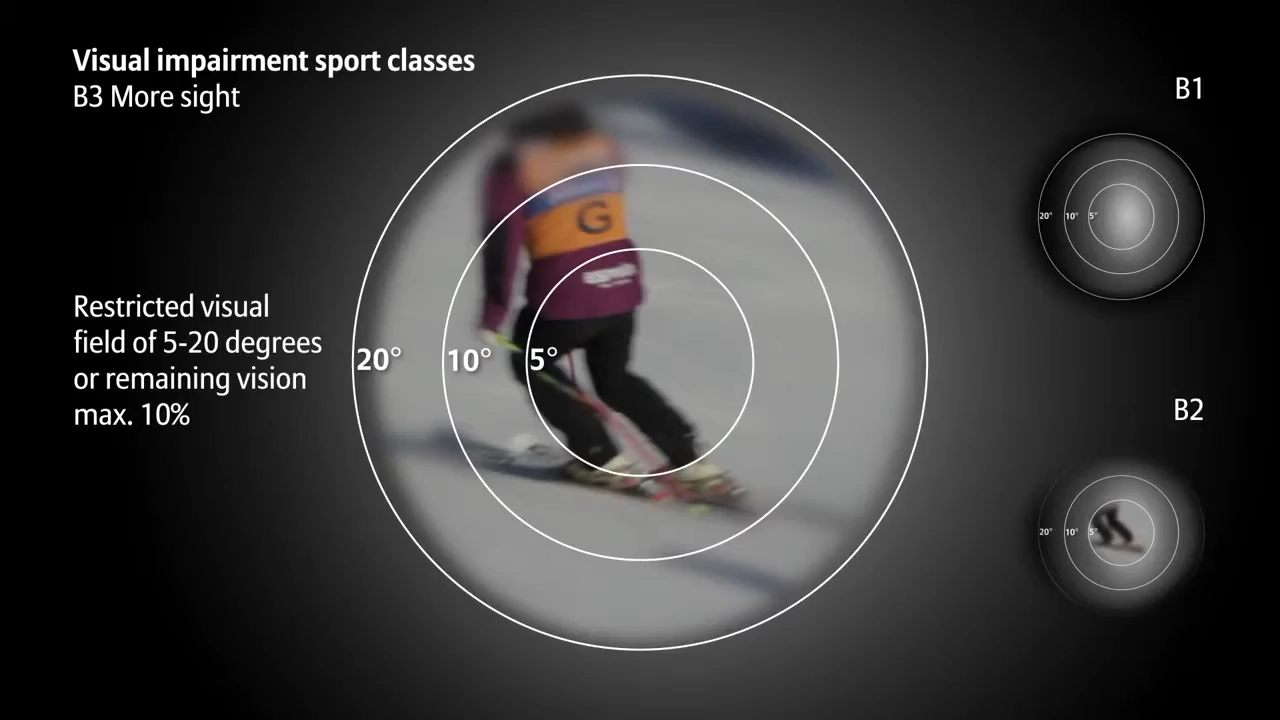 Visual impairment sport classes
B3 More sight
Restricted visual
field of 5-20 degrees
or remaining vision
max. 10%
20° 10° 5°
G
B1
20° 10° 5°
B2
20° 10° 5°